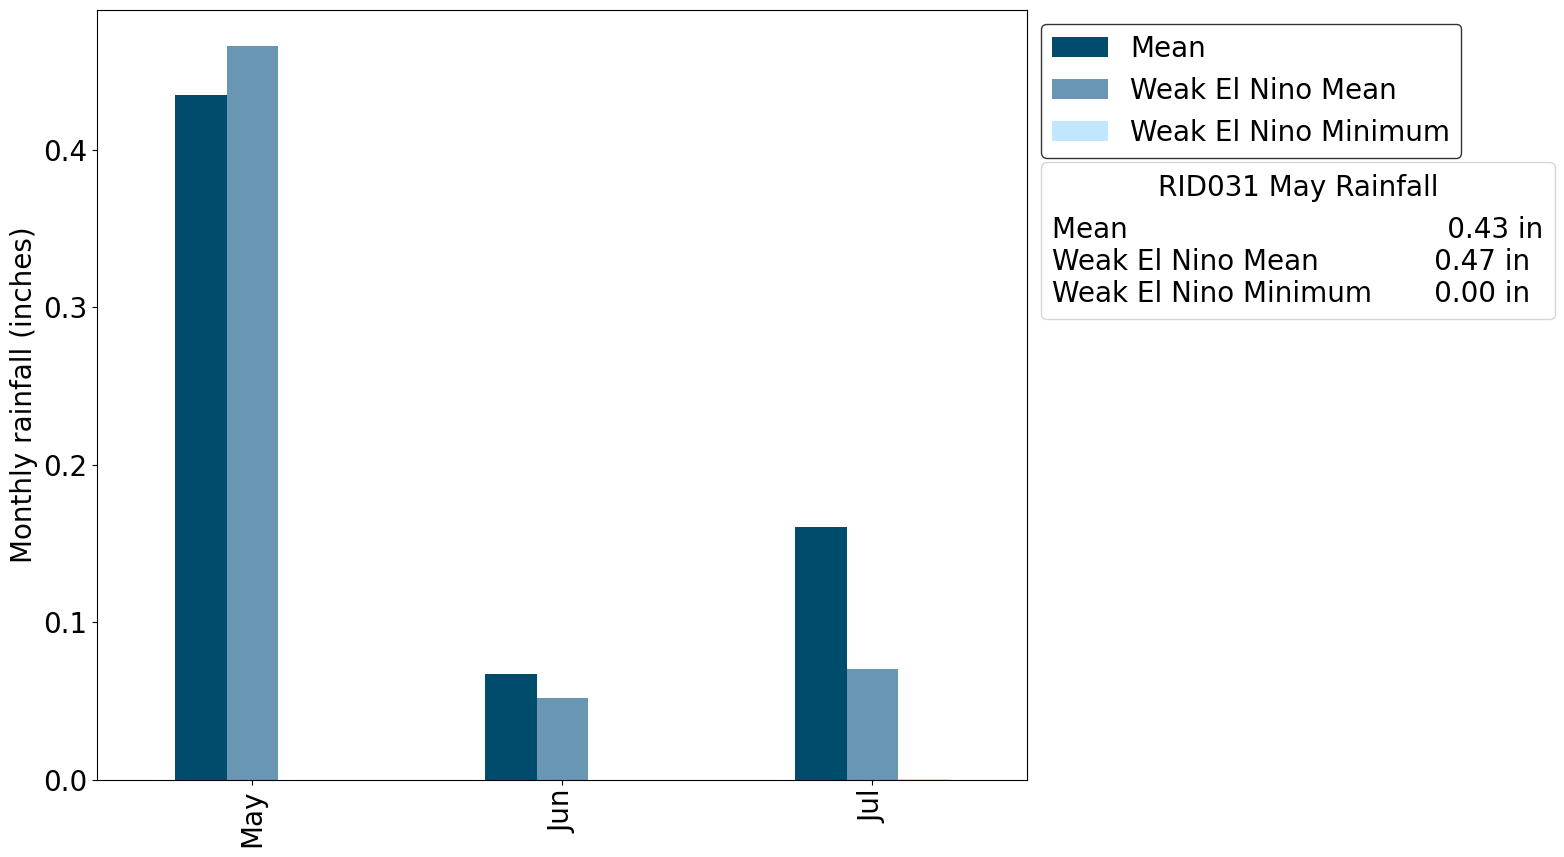 Monthly rainfall (inches)
0.4
0.3
0.2
0.1
0.0
May
Jun
Jul
Mean
Weak El Nino Mean
Weak El Nino Minimum
RID031 May Rainfall
Mean 0.43 in
Weak El Nino Mean 0.47 in
Weak El Nino Minimum 0.00 in